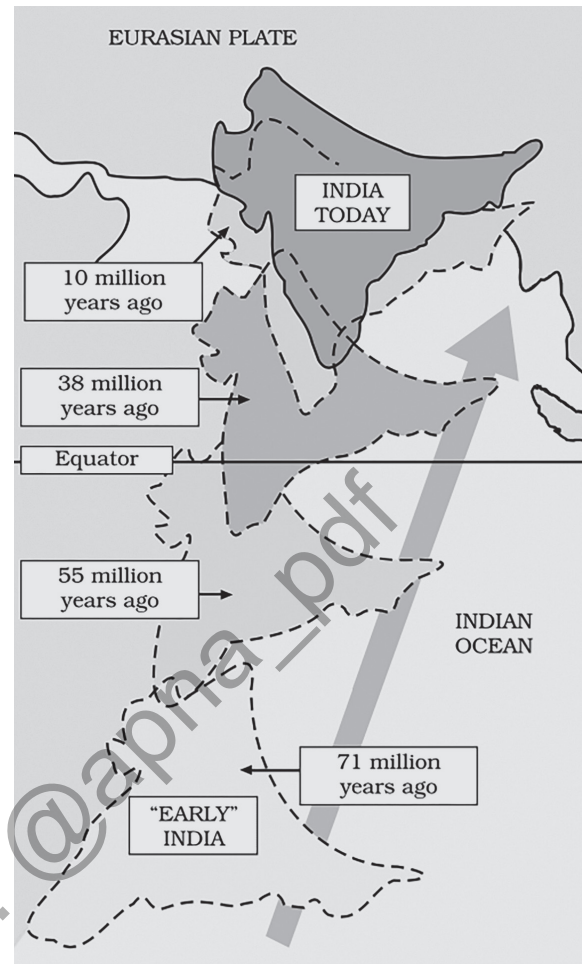 EURASIAN PLATE
INDIA
TODAY
10 million
years ago
38 million
years ago
Equator
55 million
years ago
INDIAN
OCEAN
71 million
years ago
"EARLY"
INDIA
@apna_pdf